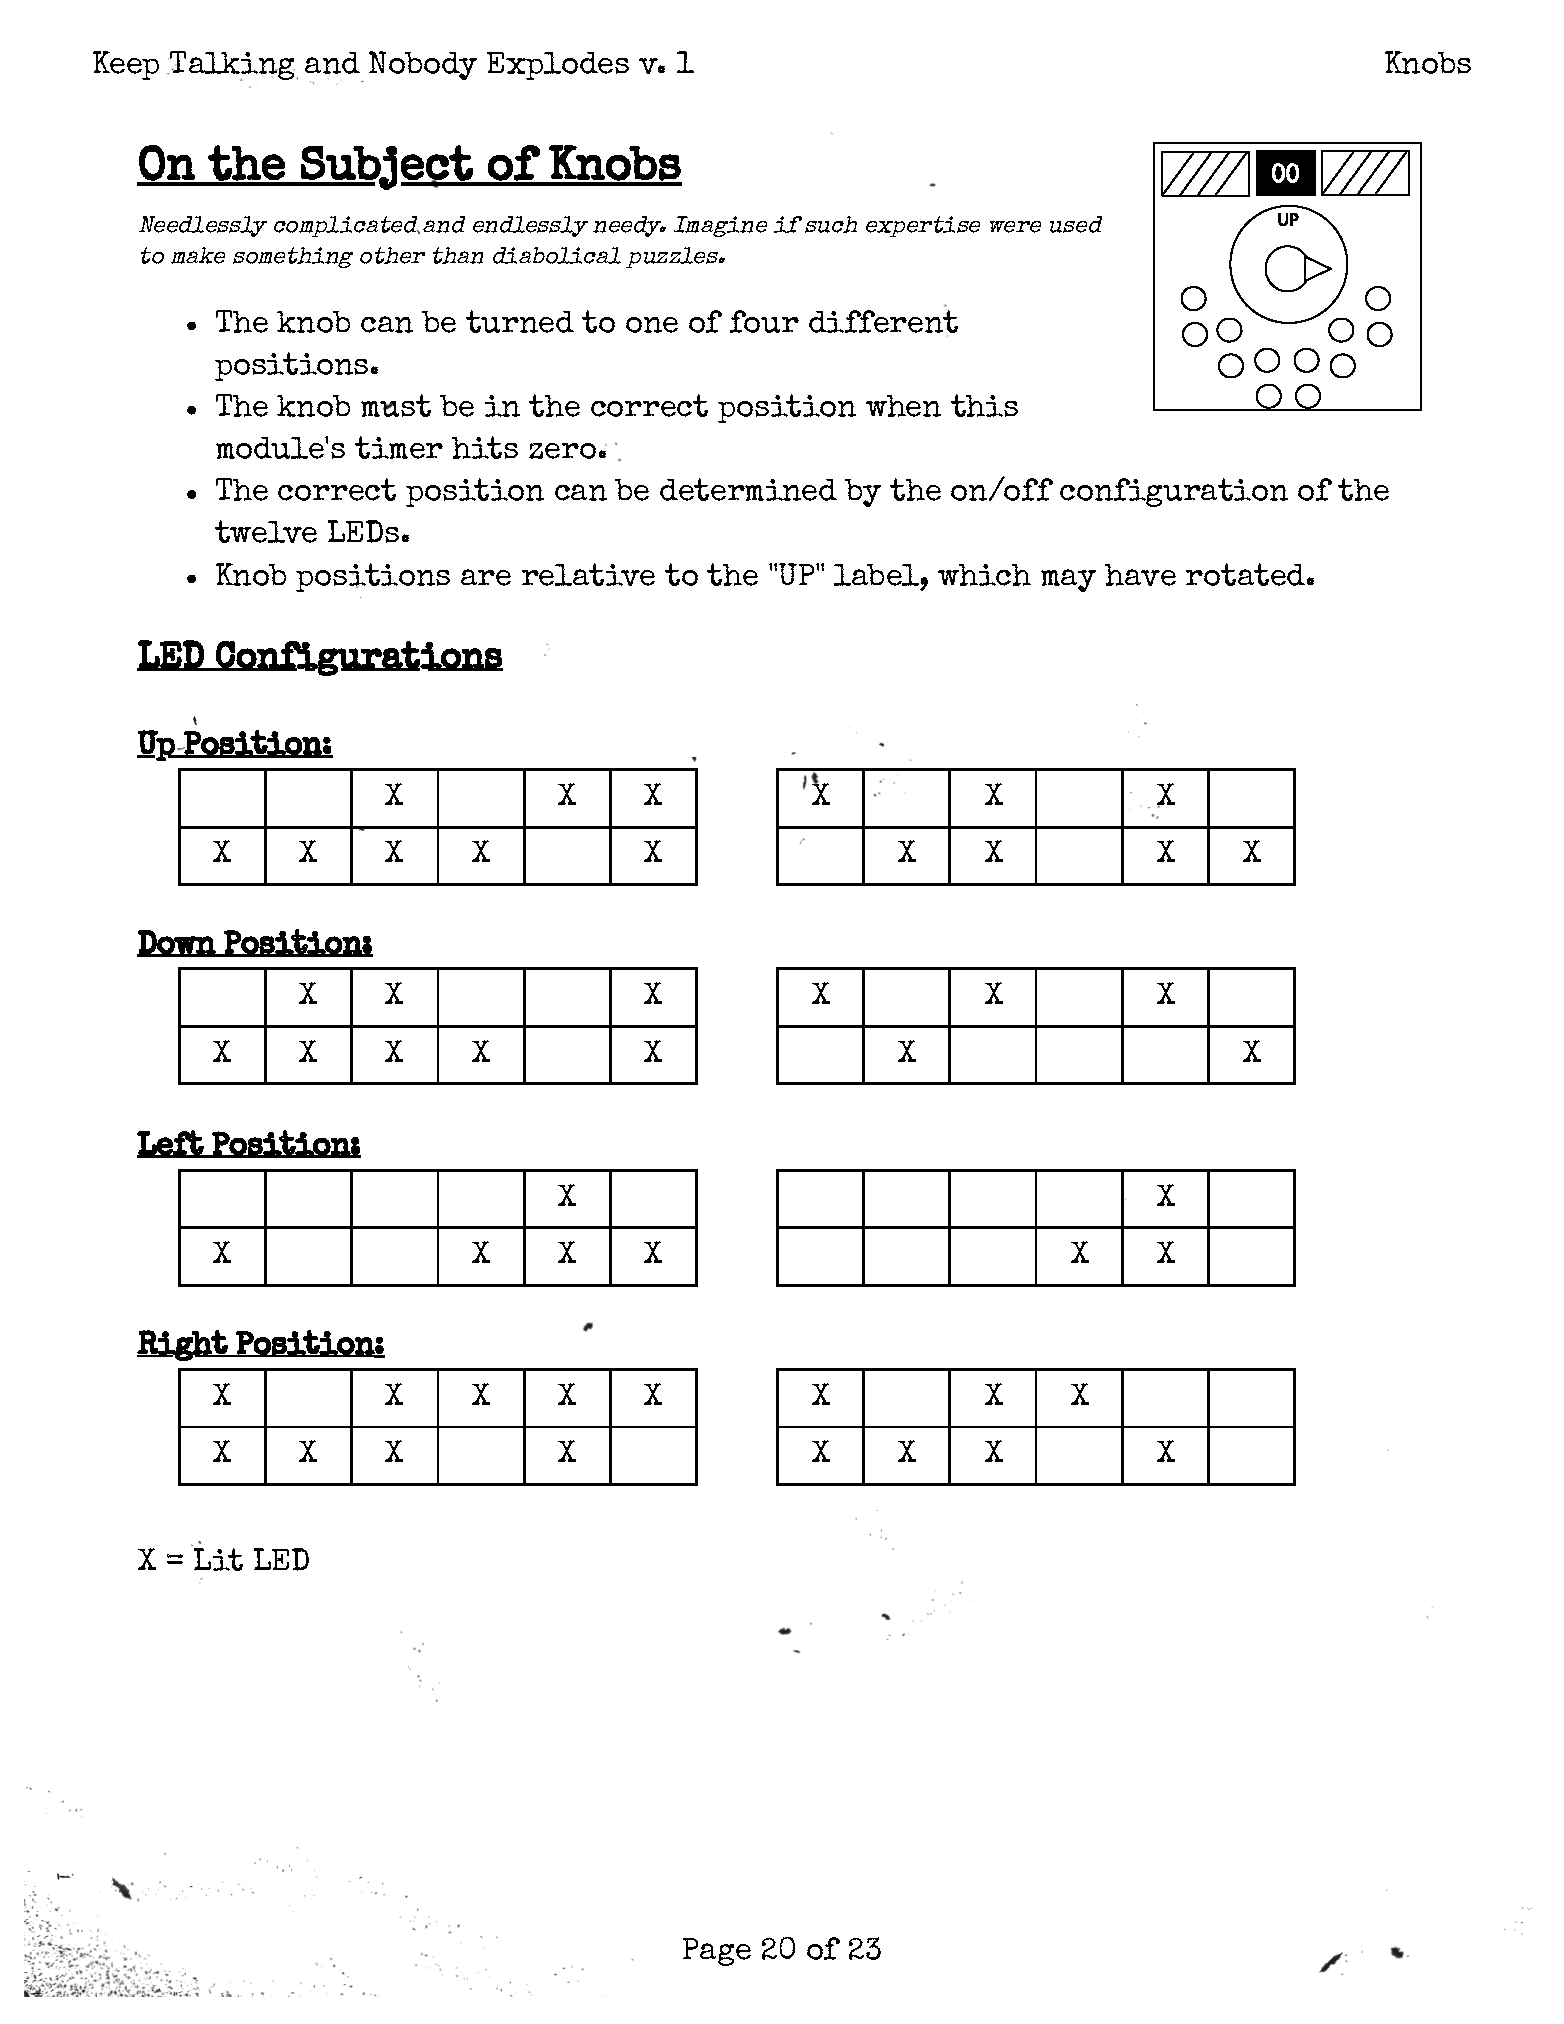 Keep Talking and Nobody Explodes v. 1 Knobs
On the Subject of Knobs
00
UP
Needlessly complicated and endlessly needy. Imagine if such expertise were used
to make something other than diabolical puzzles.
• The knob can be turned to one of four different
positions.
• The knob must be in the correct position when this
module's timer hits zero.
• The correct position can be determined by the on/off configuration of the
twelve LEDs.
• Knob positions are relative to the "UP" label, which may have rotated.
LED Configurations
Up Position:
X X X X X X
X X X X X X X X X
Down Position:
X X X X X X
X X X X X X X
Left Position:
X X
X X X X X X
Right Position:
X X X X X X X X
X X X X X X X X
X = Lit LED
Page 20 of 23